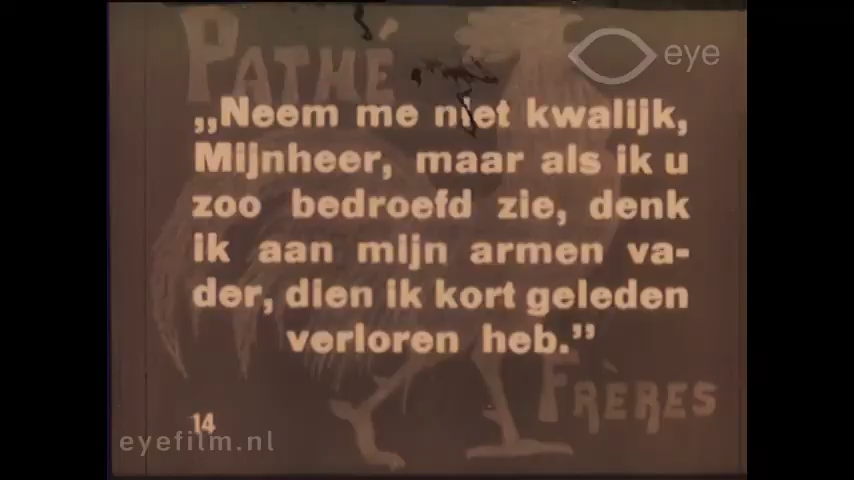 PATHÉ
eye
„Neem me niet kwalijk,
Mijnheer, maar als ik u
zoo bedroefd zie, denk
ik aan mijn armen va-
der, dien ik kort geleden
verloren heb.”
FRÈRES
14
eyefilm.nl